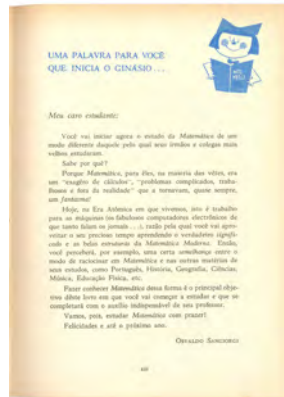 UMA PALAVRA PARA VOCÊ
QUE INICIA O GINÁSIO...
Meu caro estudante:
Você vai iniciar agora o estudo da Matemática de um
modo diferente daquele pelo qual seus irmãos e colegas mais
velhos estudaram.
Sabe por quê?
Porque Matemática, para êles, na maioria das vêzes, era
um "exagêro de cálculos", "problemas complicados, traba-
lhosos e fora da realidade" que a tornavam, quase sempre,
um fantasma!
Hoje, na Era Atômica em que vivemos, isto é trabalho
para as máquinas (os fabulosos computadores electrônicos de
que tanto falam os jornais...), razão pela qual você vai apro-
veitar o seu precioso tempo aprendendo o verdadeiro signifi-
cado e as belas estruturas da Matemática Moderna. Então,
você perceberá, por exemplo, uma certa semelhança entre o
modo de raciocinar em Matemática e nas outras matérias de
seus estudos, como Português, História, Geografia, Ciências,
Música, Educação Física, etc.
Fazer conhecer Matemática dessa forma é o principal obje-
tivo dêste livro em que você vai começar a estudar e que se
completará com o auxílio indispensável de seu professor.
Vamos, pois, estudar Matemática com prazer!
Felicidades e até o próximo ano.
OSVALDO SANGIORGI